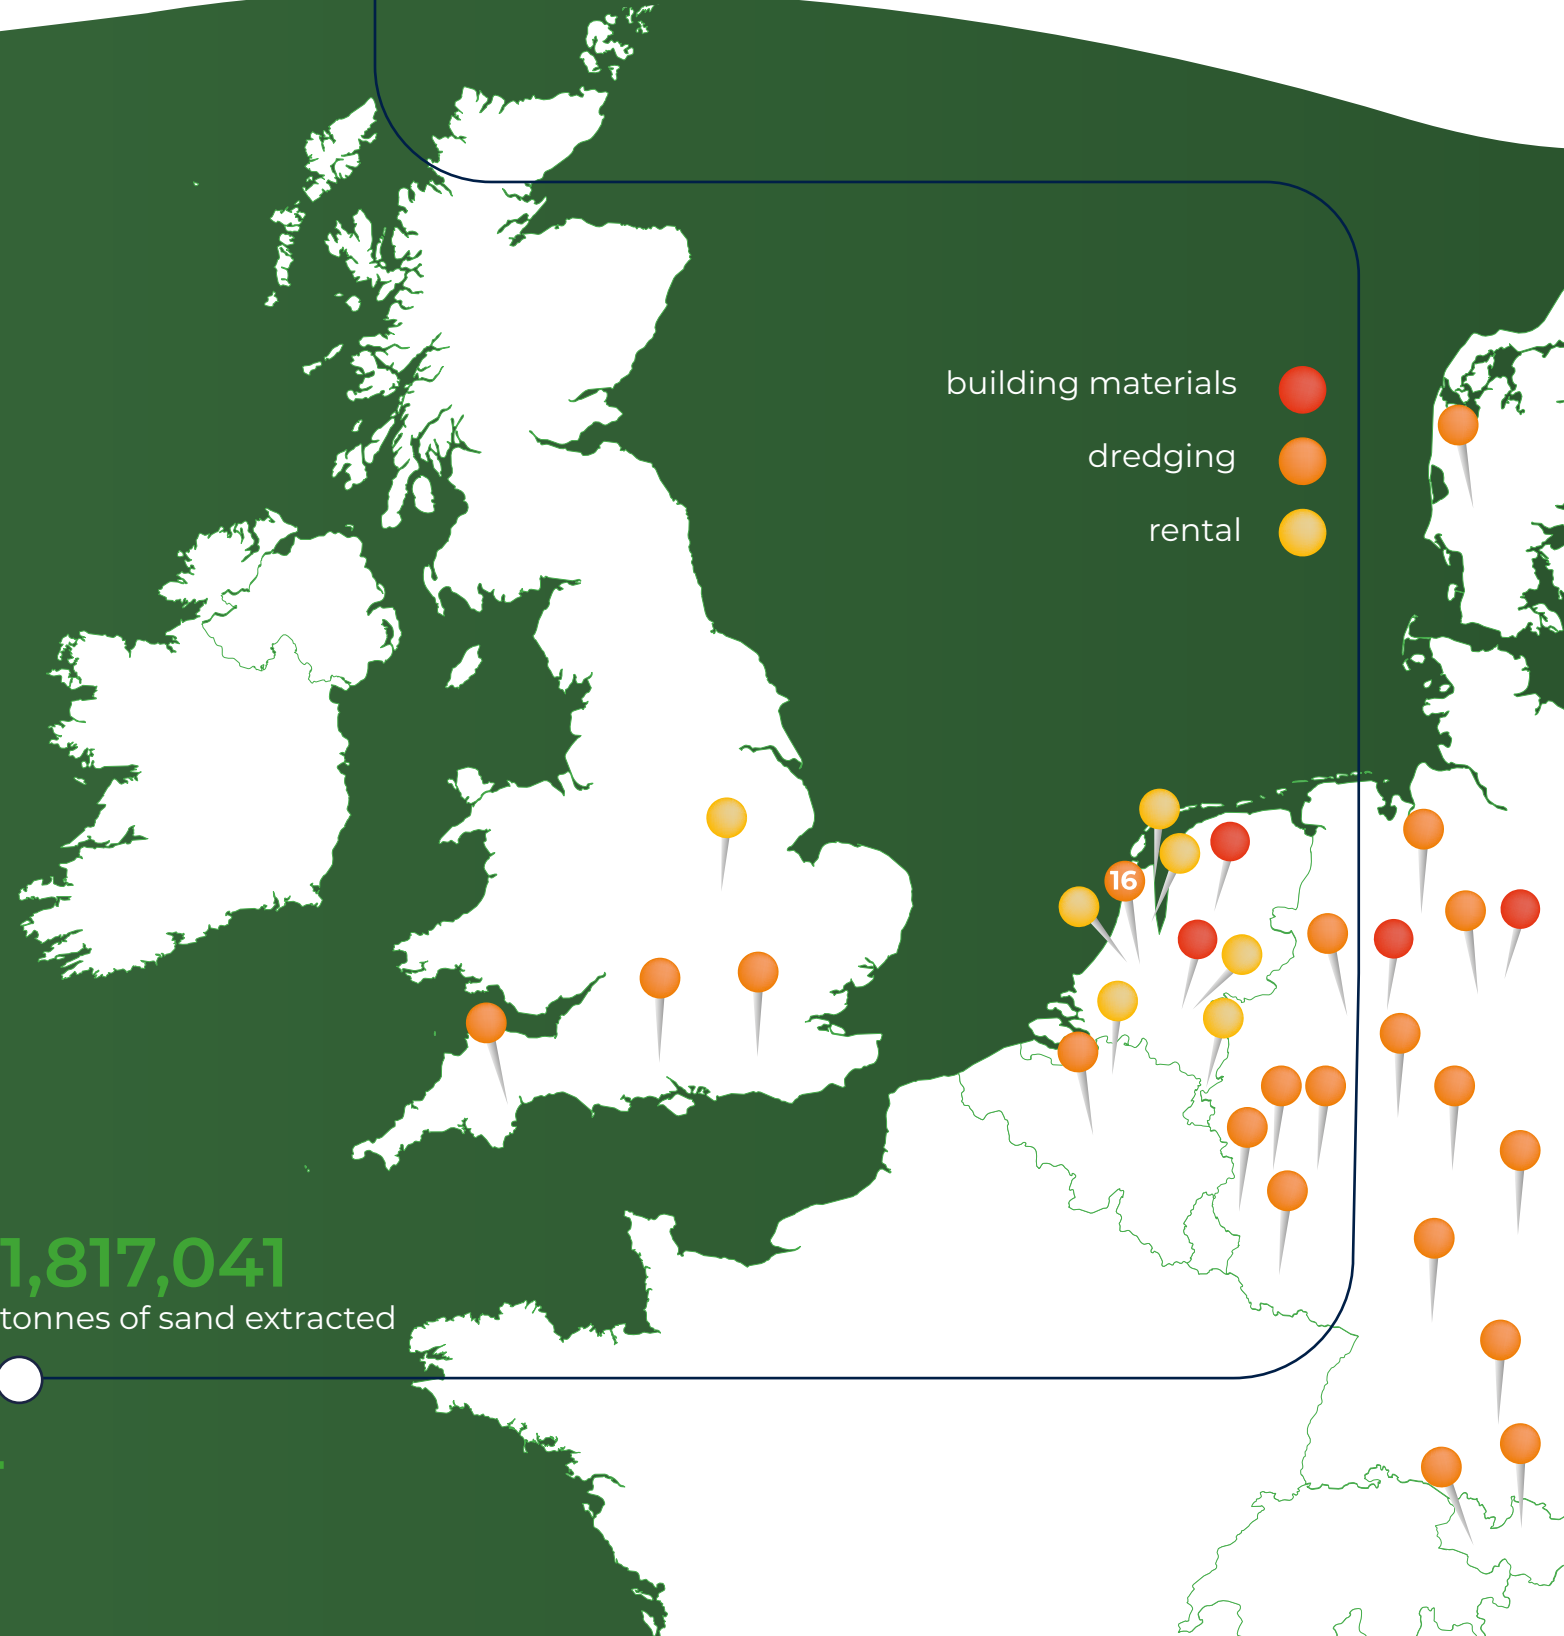 building materials
dredging
rental
16
1,817,041
tonnes of sand extracted